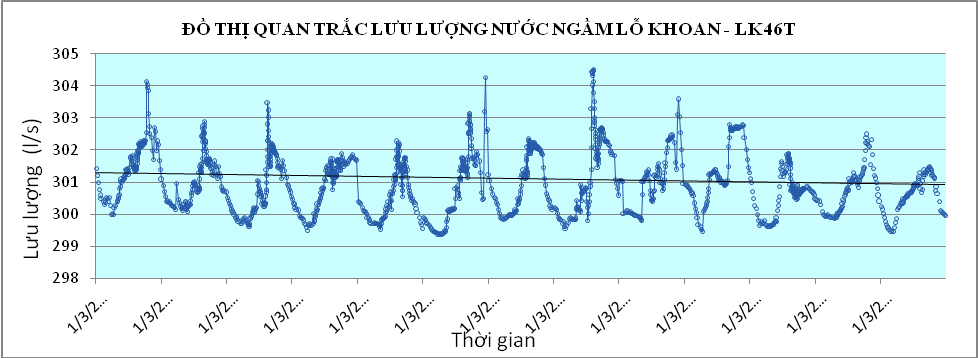 ĐỒ THỊ QUAN TRẮC LƯU LƯỢNG NƯỚC NGẦM LỖ KHOAN - LK46T
Lưu lượng (l/s)
305
304
303
302
301
300
299
298
1/3/2... 1/3/2... 1/3/2... 1/3/2... 1/3/2... 1/3/2... 1/3/2... 1/3/2... 1/3/2... 1/3/2... 1/3/2... 1/3/2... 1/3/2...
Thời gian